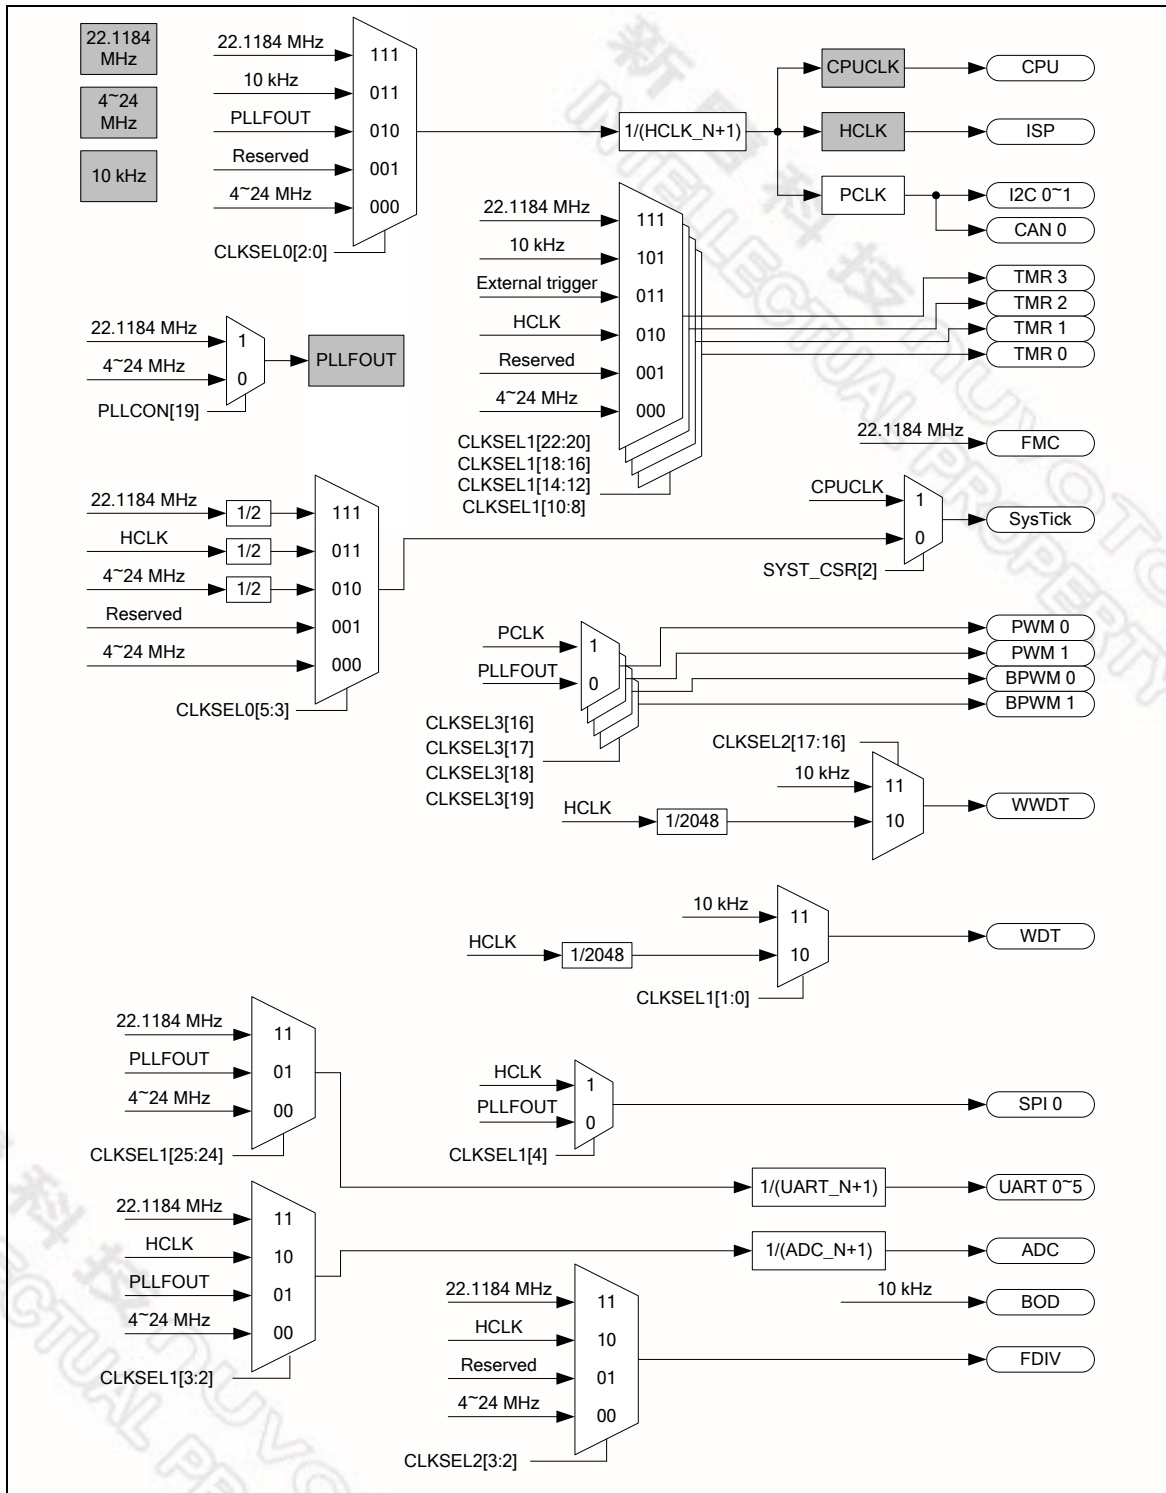 22.1184
MHz
4~24
MHz
10 kHz
22.1184 MHz
111
10 kHz
011
PLLFOUT
010
Reserved
001
4~24 MHz
000
CLKSEL0[2:0]
1/(HCLK_N+1)
CPUCLK
CPU
HCLK
ISP
PCLK
I2C 0~1
CAN 0
22.1184 MHz
111
10 kHz
101
External trigger
011
HCLK
010
Reserved
001
4~24 MHz
000
CLKSEL1[22:20]
CLKSEL1[18:16]
CLKSEL1[14:12]
CLKSEL1[10:8]
TMR 3
TMR 2
TMR 1
TMR 0
22.1184 MHz
1
4~24 MHz
0
PLLCON[19]
PLLFOUT
22.1184 MHz
FMC
22.1184 MHz
1/2
111
HCLK
1/2
011
4~24 MHz
1/2
010
Reserved
001
4~24 MHz
000
CLKSEL0[5:3]
CPUCLK
1
0
SYST_CSR[2]
SysTick
PCLK
1
PLLFOUT
0
CLKSEL3[16]
CLKSEL3[17]
CLKSEL3[18]
CLKSEL3[19]
PWM 0
PWM 1
BPWM 0
BPWM 1
CLKSEL2[17:16]
10 kHz
11
HCLK
1/2048
10
WWDT
10 kHz
11
HCLK
1/2048
10
CLKSEL1[1:0]
WDT
22.1184 MHz
11
PLLFOUT
01
4~24 MHz
00
CLKSEL1[25:24]
HCLK
1
PLLFOUT
0
CLKSEL1[4]
SPI 0
1/(UART_N+1)
UART 0~5
22.1184 MHz
11
HCLK
10
PLLFOUT
01
4~24 MHz
00
CLKSEL1[3:2]
1/(ADC_N+1)
ADC
10 kHz
BOD
22.1184 MHz
11
HCLK
10
Reserved
01
4~24 MHz
00
CLKSEL2[3:2]
FDIV
新唐科技 nuvoTon
INTELLECTUAL PROPERTY
科技 nuvo
LECTUAL PR